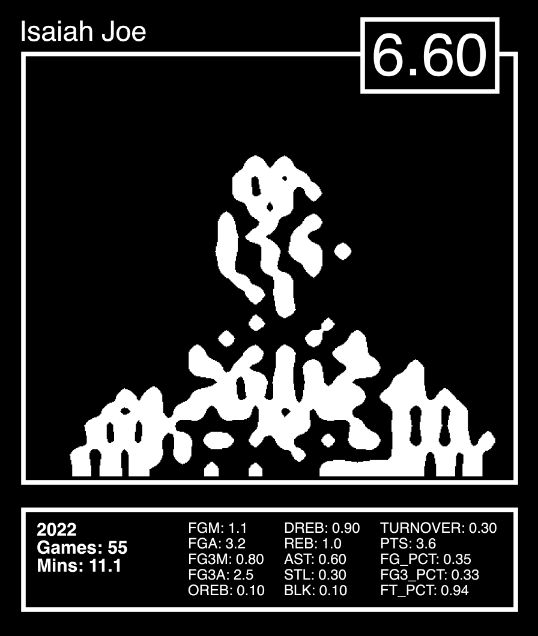 Isaiah Joe
6.60
2022
Games: 55
Mins: 11.1
FGM: 1.1
FGA: 3.2
FG3M: 0.80
FG3A: 2.5
OREB: 0.10
DREB: 0.90
REB: 1.0
AST: 0.60
STL: 0.30
BLK: 0.10
TURNOVER: 0.30
PTS: 3.6
FG_PCT: 0.35
FG3_PCT: 0.33
FT_PCT: 0.94